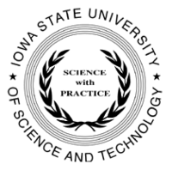 IOWA STATE UNIVERSITY
OF SCIENCE AND TECHNOLOGY
SCIENCE
with
PRACTICE